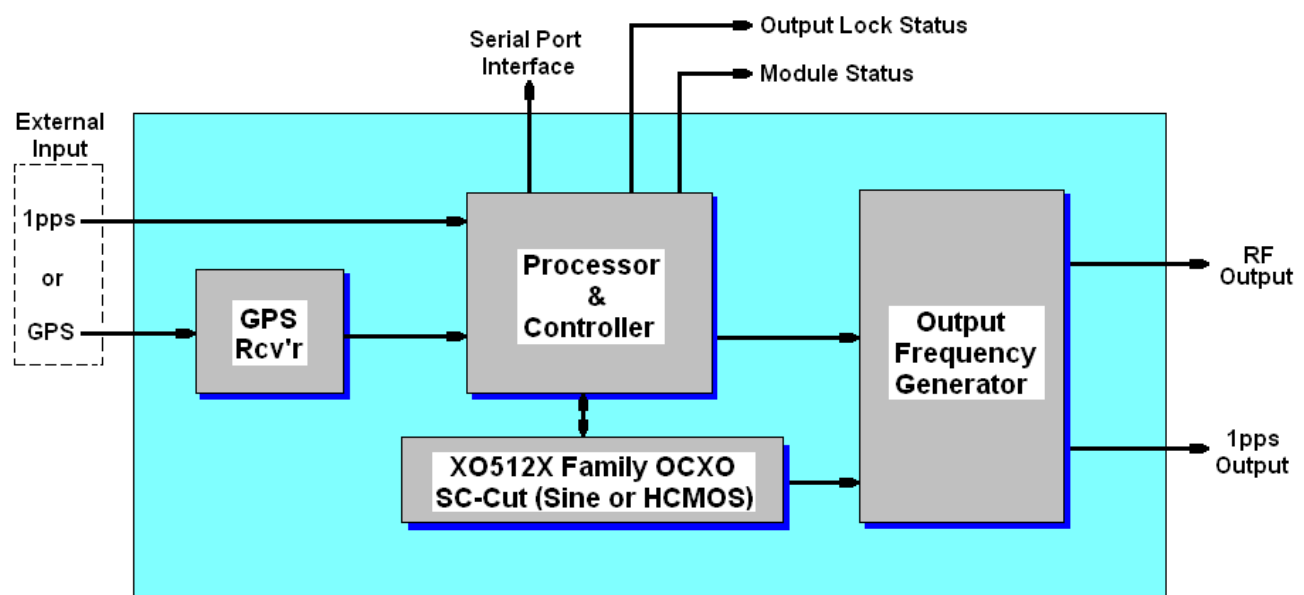 Serial Port
Interface
Output Lock Status
Module Status
External
Input
1pps
or
GPS
GPS
Rcv'r
Processor
&
Controller
XO512X Family OCXO
SC-Cut (Sine or HCMOS)
Output
Frequency
Generator
RF
Output
1pps
Output